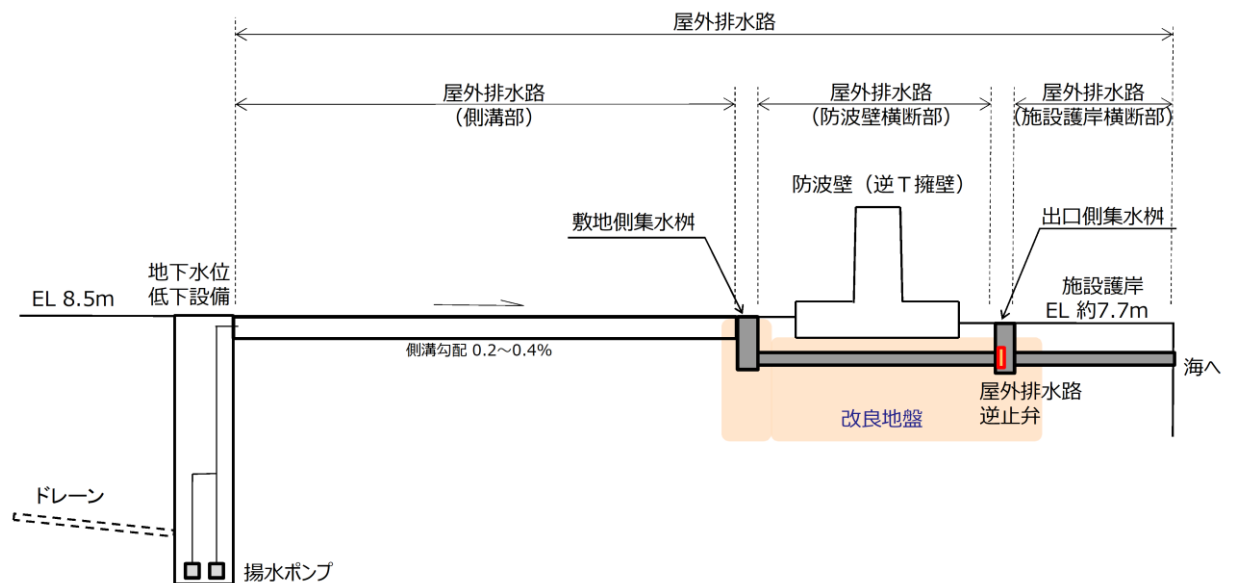 屋外排水路
屋外排水路
（側溝部）
屋外排水路
（防波壁横断部）
屋外排水路
（施設護岸横断部）
防波壁（逆Ｔ擁壁）
敷地側集水桝
出口側集水桝
地下水位
低下設備
EL 8.5m
施設護岸
EL 約7.7m
側溝勾配 0.2～0.4%
海へ
屋外排水路
逆止弁
改良地盤
ドレーン
揚水ポンプ